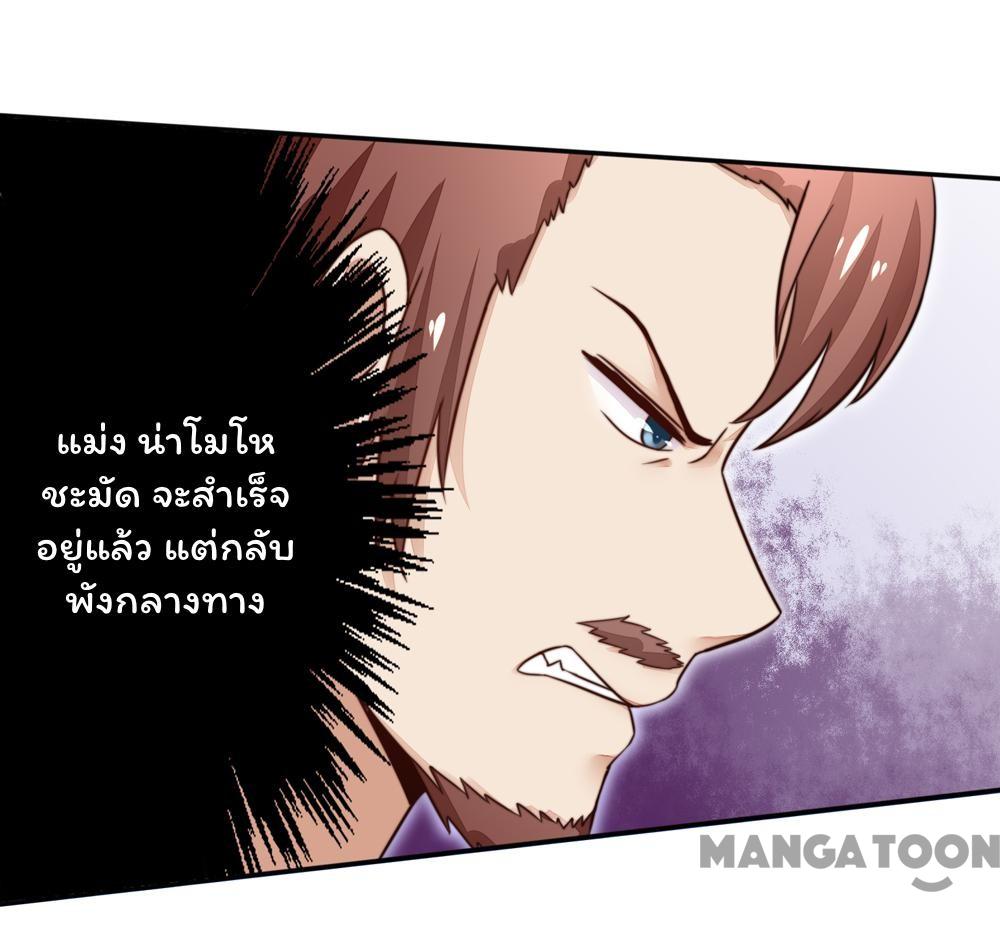 แม่ง น่าโมโห
ชะมัด จะสำเร็จ
อยู่แล้ว แต่กลับ
พังกลางทาง
MANGATOON